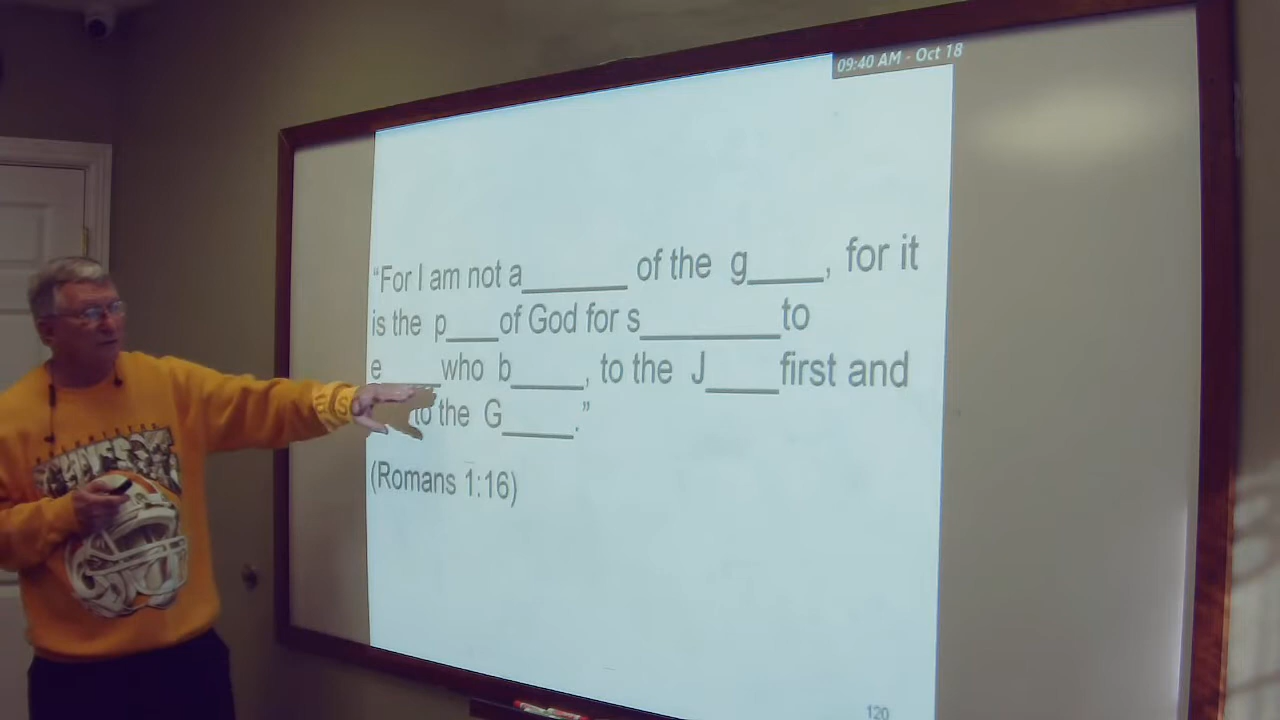 09:40 AM - Oct 18
“For I am not a_______ of the g____, for it
is the p____of God for s_________to
e____who b_____, to the J____first and
to the G_____.”
(Romans 1:16)
120